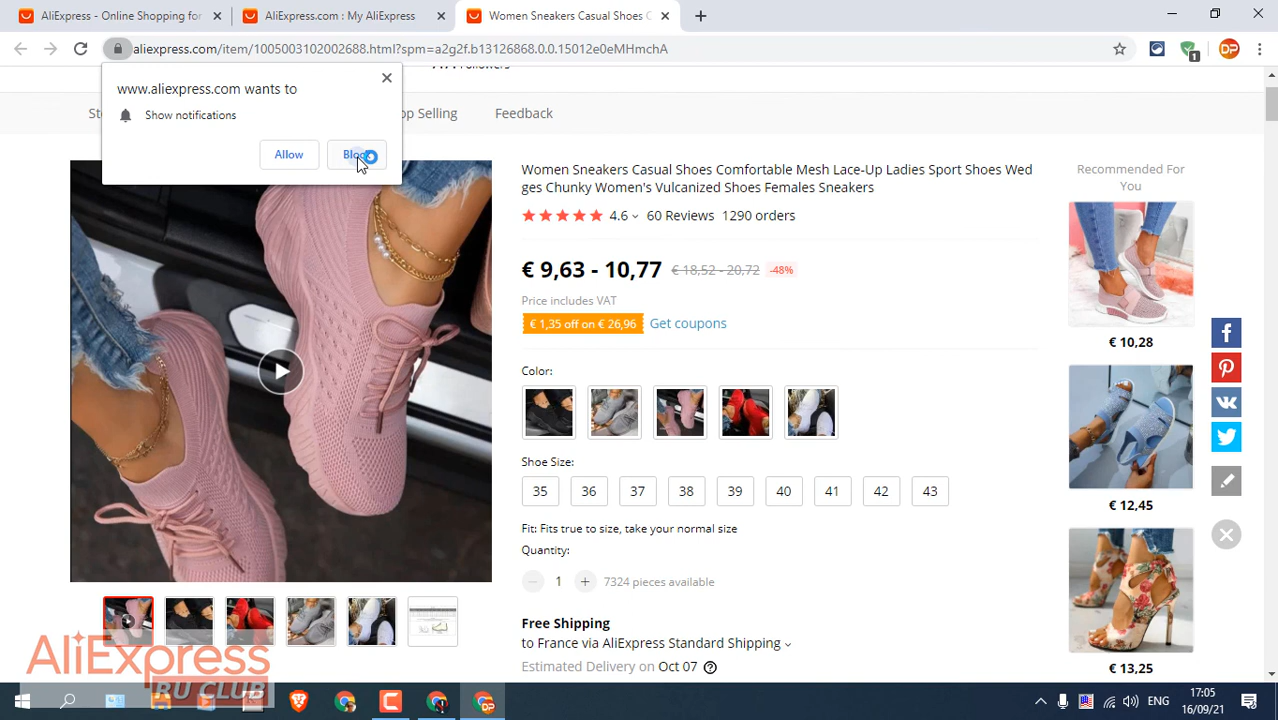 AliExpress - Online Shopping for
AliExpress.com : My AliExpress
Women Sneakers Casual Shoes C
aliexpress.com/item/1005003102002688.html?spm=a2g2f.b13126868.0.0.15012e0eMHmchA
1
DP
www.aliexpress.com wants to
Show notifications
Allow
Feedback
Women Sneakers Casual Shoes Comfortable Mesh Lace-Up Ladies Sport Shoes Wed
ges Chunky Women's Vulcanized Shoes Females Sneakers
4.6 60 Reviews 1290 orders
€ 9,63 - 10,77 € 18,52 - 20,72 -48%
Price includes VAT
€ 1,35 off on € 26,96 Get coupons
Color:
Shoe Size:
35 36 37 38 39 40 41 42 43
Fit: Fits true to size, take your normal size
Quantity:
1 7324 pieces available
Free Shipping
to France via AliExpress Standard Shipping
Estimated Delivery on Oct 07
Recommended For
You
€ 10,28
€ 12,45
€ 13,25
AliExpress
RU CLUB
ENG
17:05
16/09/21